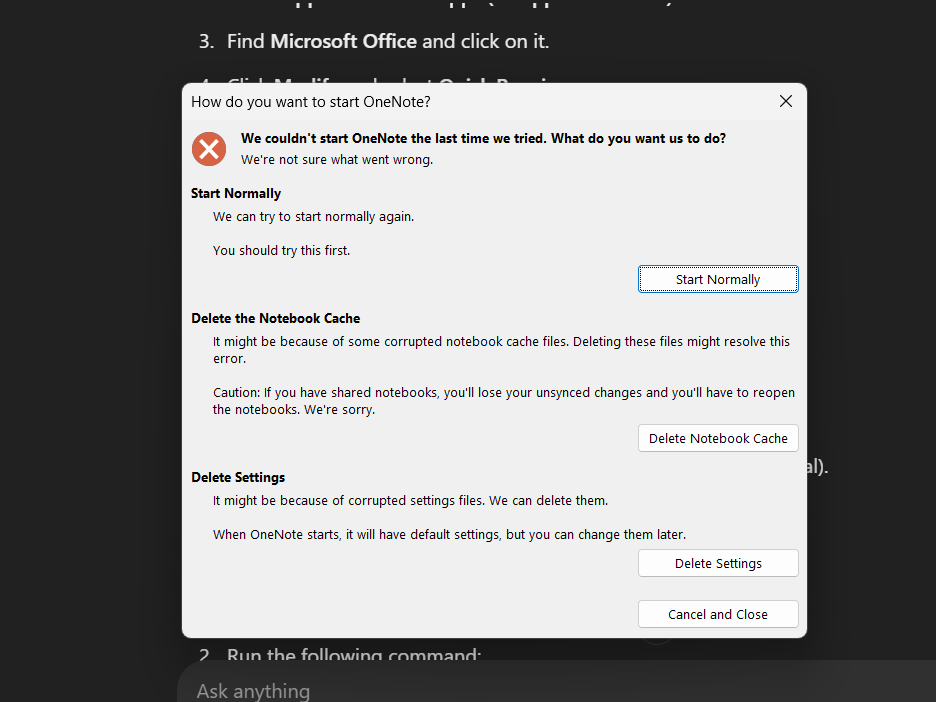 3. Find Microsoft Office and click on it.
How do you want to start OneNote?
We couldn't start OneNote the last time we tried. What do you want us to do?
We're not sure what went wrong.
Start Normally
We can try to start normally again.
You should try this first.
Start Normally
Delete the Notebook Cache
It might be because of some corrupted notebook cache files. Deleting these files might resolve this
error.
Caution: If you have shared notebooks, you'll lose your unsynced changes and you'll have to reopen
the notebooks. We're sorry.
Delete Notebook Cache
al).
Delete Settings
It might be because of corrupted settings files. We can delete them.
When OneNote starts, it will have default settings, but you can change them later.
Delete Settings
Cancel and Close
2. Run the following command:
Ask anything